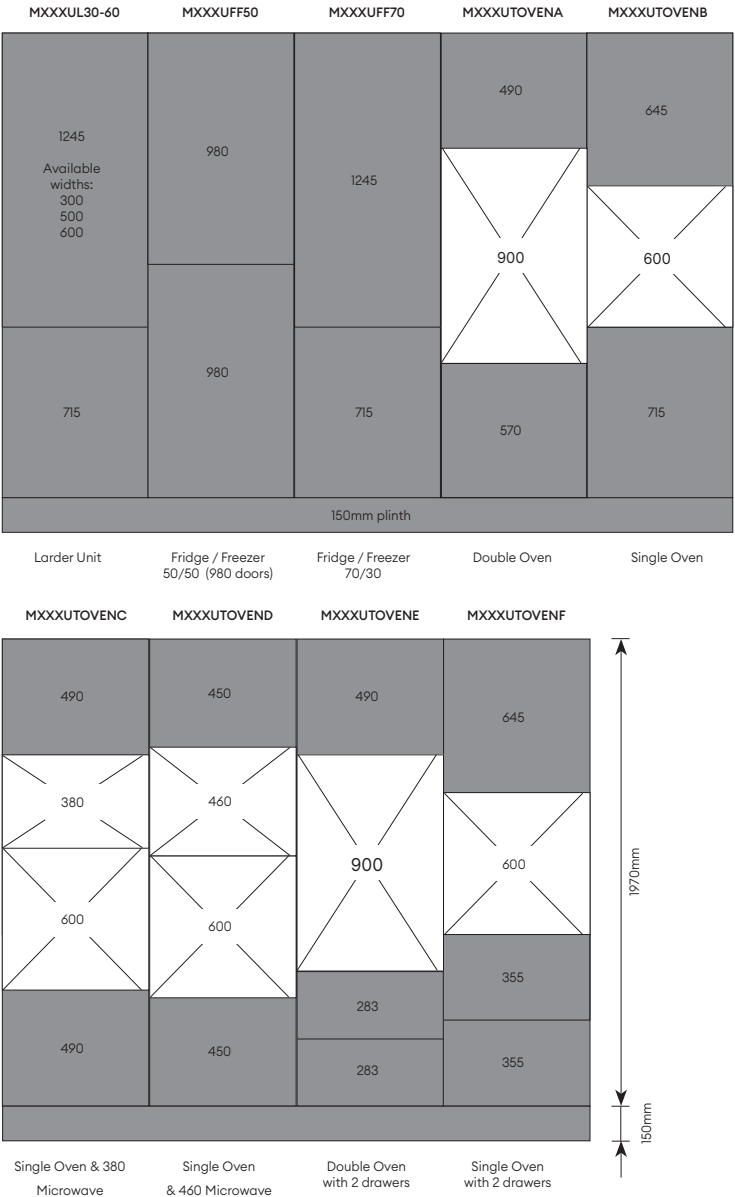 MXXXUL30-60
MXXXUFF50
MXXXUFF70
MXXXUTOVENA
MXXXUTOVENB
1245
Available
widths:
300
500
600
715
980
980
1245
715
490
900
570
645
600
715
150mm plinth
Larder Unit
Fridge / Freezer
50/50 (980 doors)
Fridge / Freezer
70/30
Double Oven
Single Oven
MXXXUTOVENC
MXXXUTOVEND
MXXXUTOVENE
MXXXUTOVENF
490
380
600
490
450
460
600
450
490
900
283
283
645
600
355
355
1970mm
150mm
Single Oven & 380
Microwave
Single Oven
& 460 Microwave
Double Oven
with 2 drawers
Single Oven
with 2 drawers